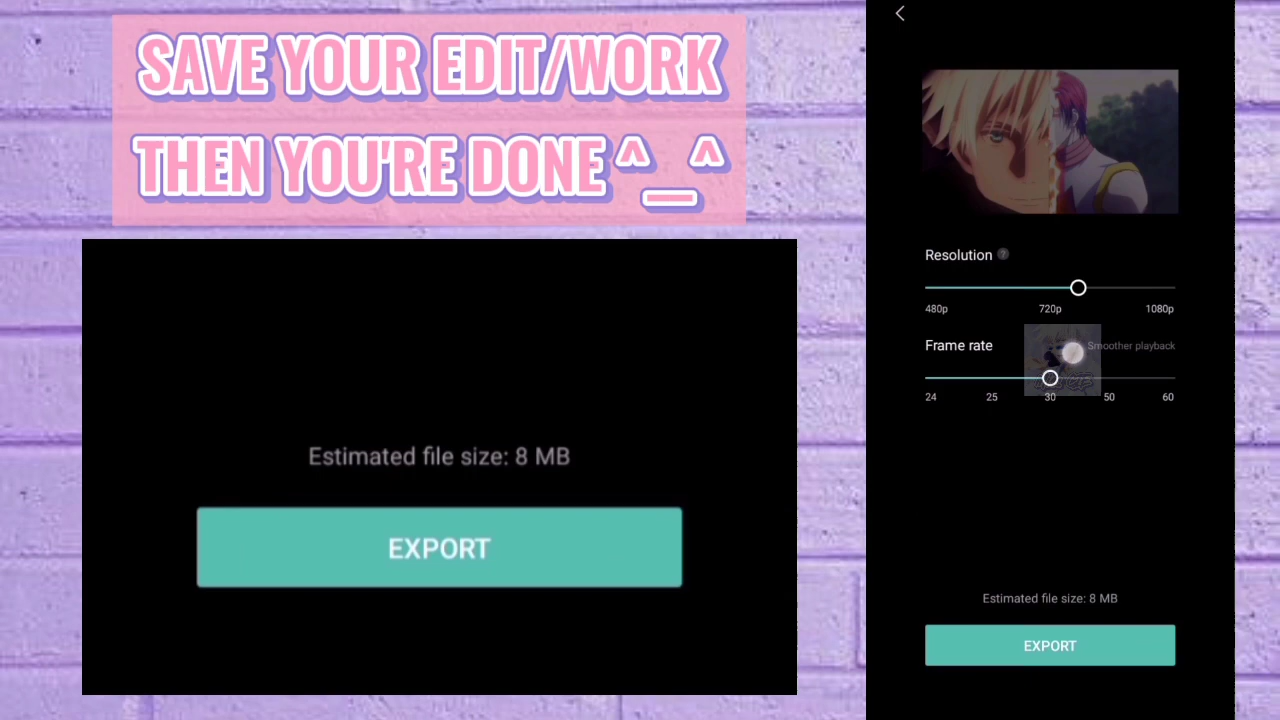 SAVE YOUR EDIT/WORK
THEN YOU'RE DONE ^__^
Estimated file size: 8 MB
EXPORT
Resolution ?
480p 720p 1080p
Frame rate Smoother playback
24 25 30 50 60
Estimated file size: 8 MB
EXPORT